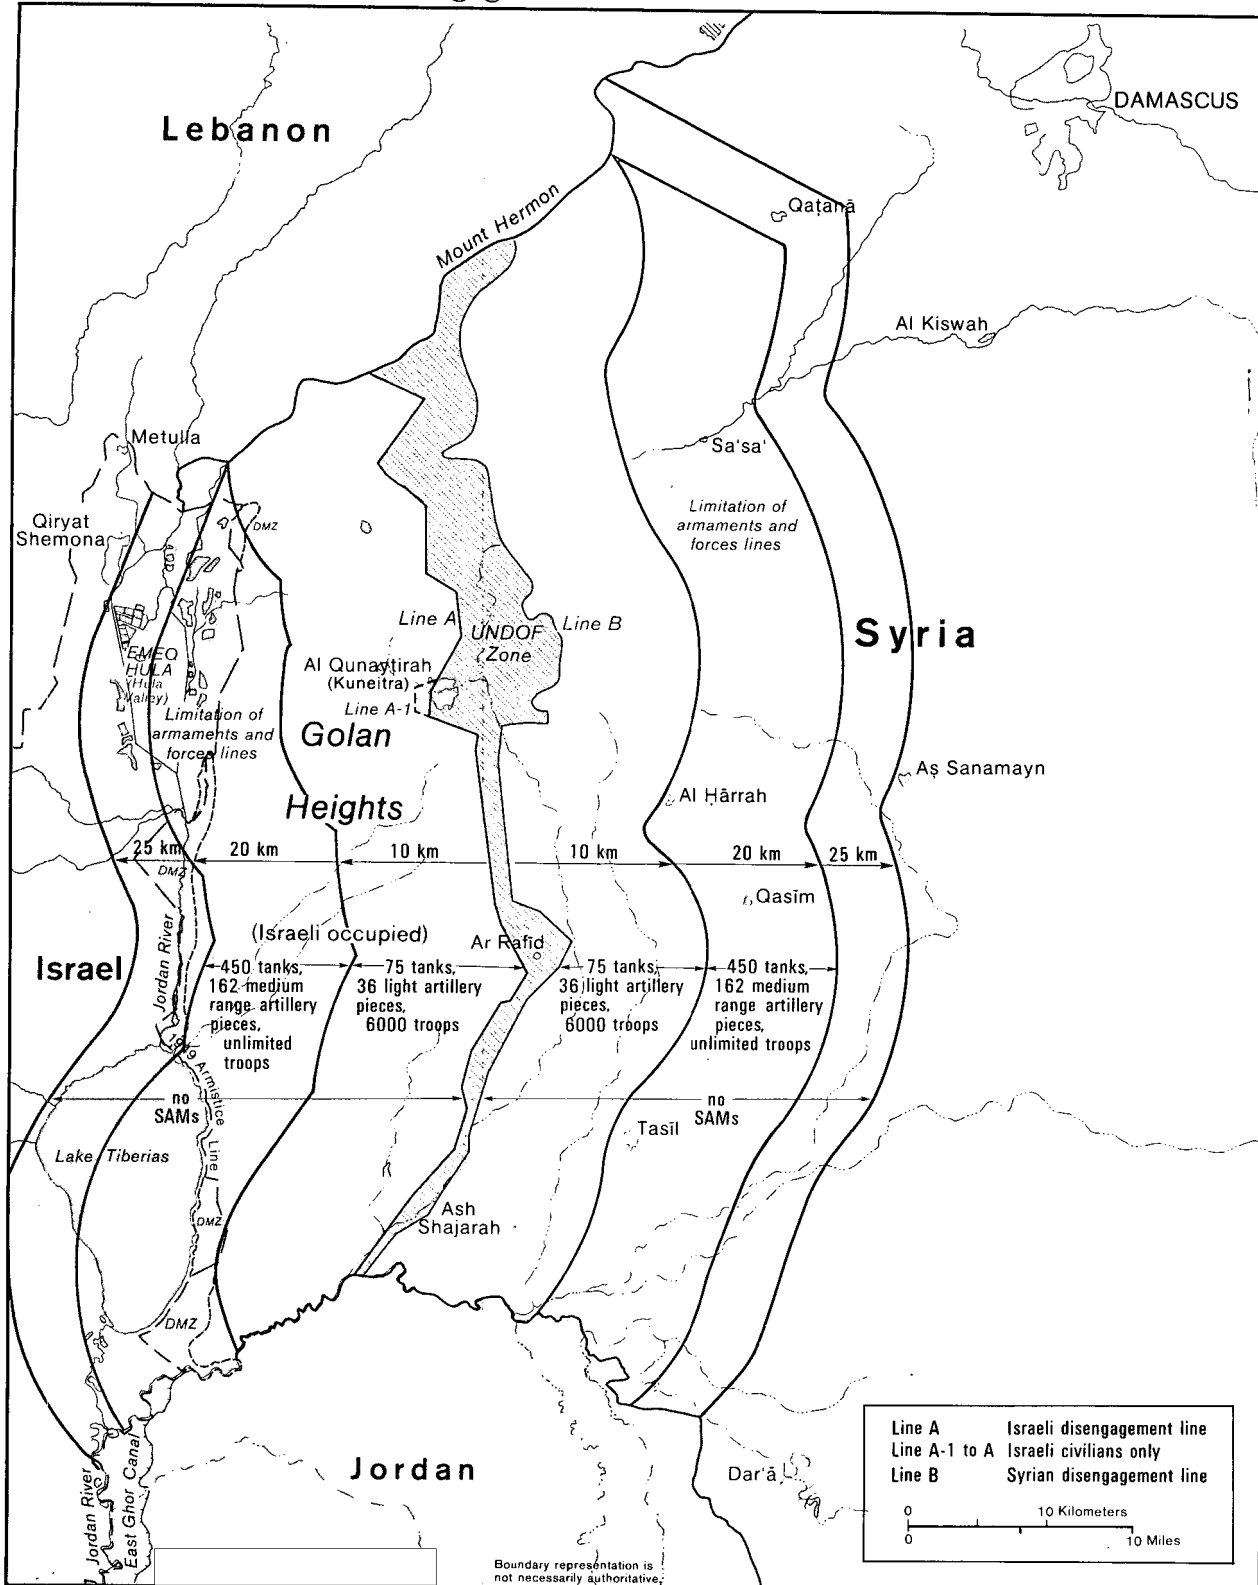 Lebanon
DAMASCUS
Qaṭanā
Mount Hermon
Al Kiswah
Metulla
Sa'sa'
Limitation of
armaments and
forces lines
Qiryat
Shemona
DMZ
Line A
UNDOF
Zone
Line B
Syria
EMEQ
HULA
(Hula
Valley)
Al Qunayṭirah
(Kuneitra)
Line A-1
Limitation of
armaments and
forces lines
Golan
Heights
Aṣ Sanamayn
Al Ḥārrah
25 km
20 km
10 km
10 km
20 km
25 km
DMZ
Qasīm
(Israeli occupied)
Ar Rafīd
Israel
Jordan River
450 tanks,
162 medium
range artillery
pieces,
unlimited
troops
75 tanks,
36 light artillery
pieces,
6000 troops
75 tanks,
36 light artillery
pieces,
6000 troops
450 tanks,
162 medium
range artillery
pieces,
unlimited troops
1949 Armistice Line
no
SAMs
no
SAMs
Tasīl
Lake Tiberias
Ash
Shajarah
DMZ
DMZ
Jordan
Dar'ā
Jordan River
East Ghor Canal
Line A Israeli disengagement line
Line A-1 to A Israeli civilians only
Line B Syrian disengagement line
0 10 Kilometers
0 10 Miles
Boundary representation is
not necessarily authoritative.